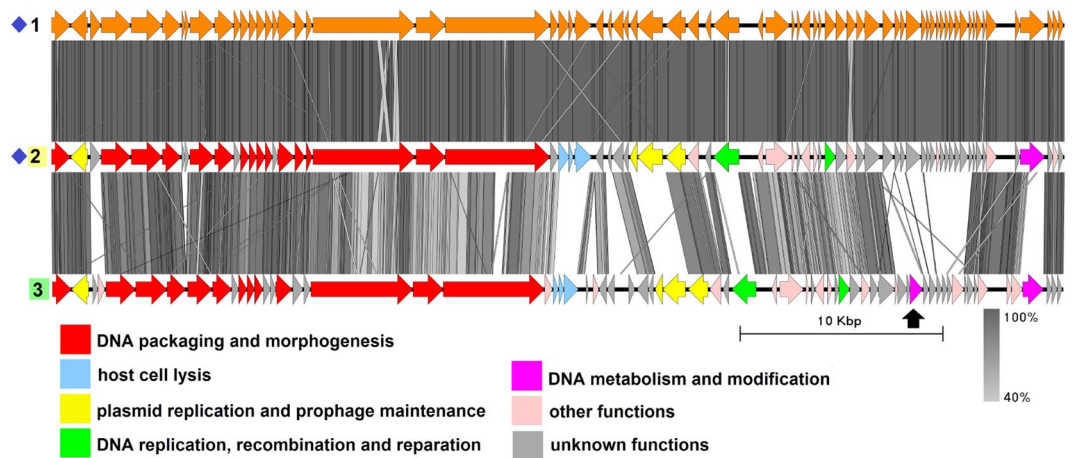 1
2
3
10 Kbp
100%
40%
DNA packaging and morphogenesis
host cell lysis
plasmid replication and prophage maintenance
DNA replication, recombination and reparation
DNA metabolism and modification
other functions
unknown functions